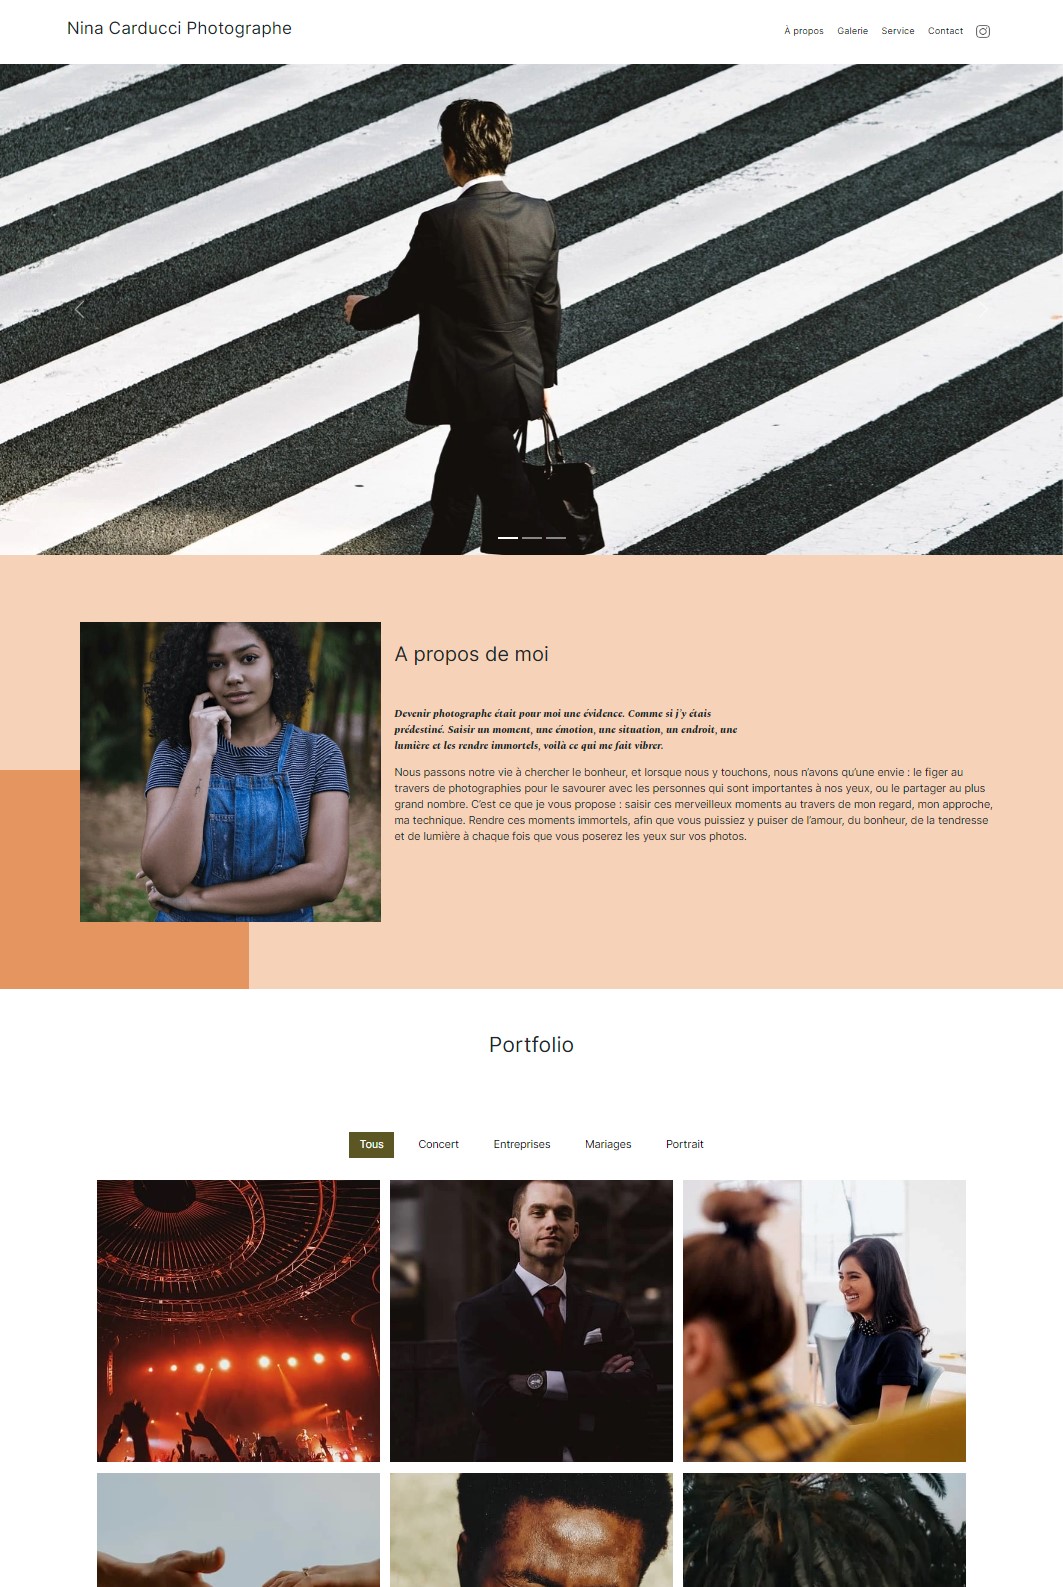 Nina Carducci Photographe
À propos Galerie Service Contact
A propos de moi
Devenir photographe était pour moi une évidence. Comme si j'y étais
prédestiné. Saisir un moment, une émotion, une situation, un endroit, une
lumière et les rendre immortels, voilà ce qui me fait vibrer.
Nous passons notre vie à chercher le bonheur, et lorsque nous y touchons, nous n'avons qu'une envie : le figer au
travers de photographies pour le savourer avec les personnes qui sont importantes à nos yeux, ou le partager au plus
grand nombre. C'est ce que je vous propose : saisir ces merveilleux moments au travers de mon regard, mon approche,
ma technique. Rendre ces moments immortels, afin que vous puissiez y puiser de l'amour, du bonheur, de la tendresse
et de lumière à chaque fois que vous poserez les yeux sur vos photos.
Portfolio
Tous Concert Entreprises Mariages Portrait